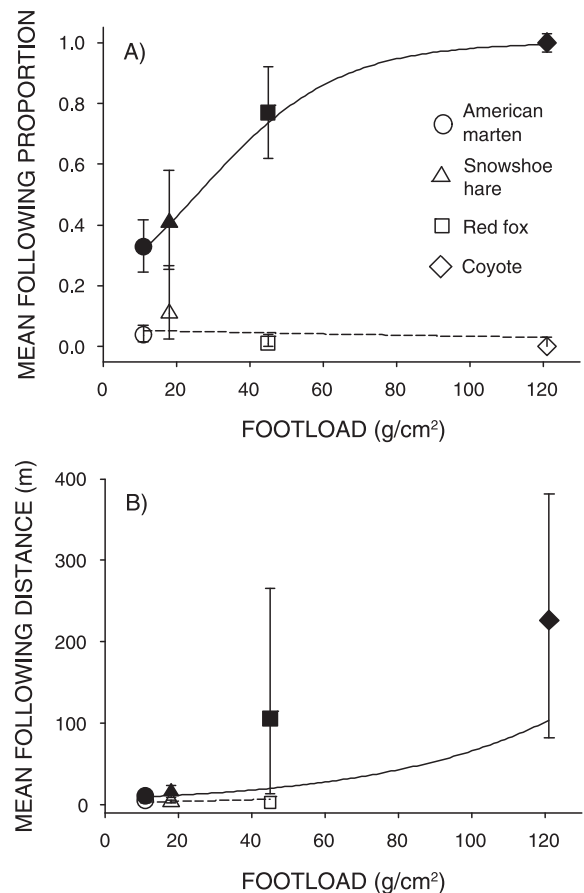 MEAN FOLLOWING PROPORTION
A)
1.0
0.8
0.6
0.4
0.2
0.0
American
marten
Snowshoe
hare
Red fox
Coyote
0 20 40 60 80 100 120
FOOTLOAD (g/cm²)
MEAN FOLLOWING DISTANCE (m)
B)
400
300
200
100
0
0 20 40 60 80 100 120
FOOTLOAD (g/cm²)